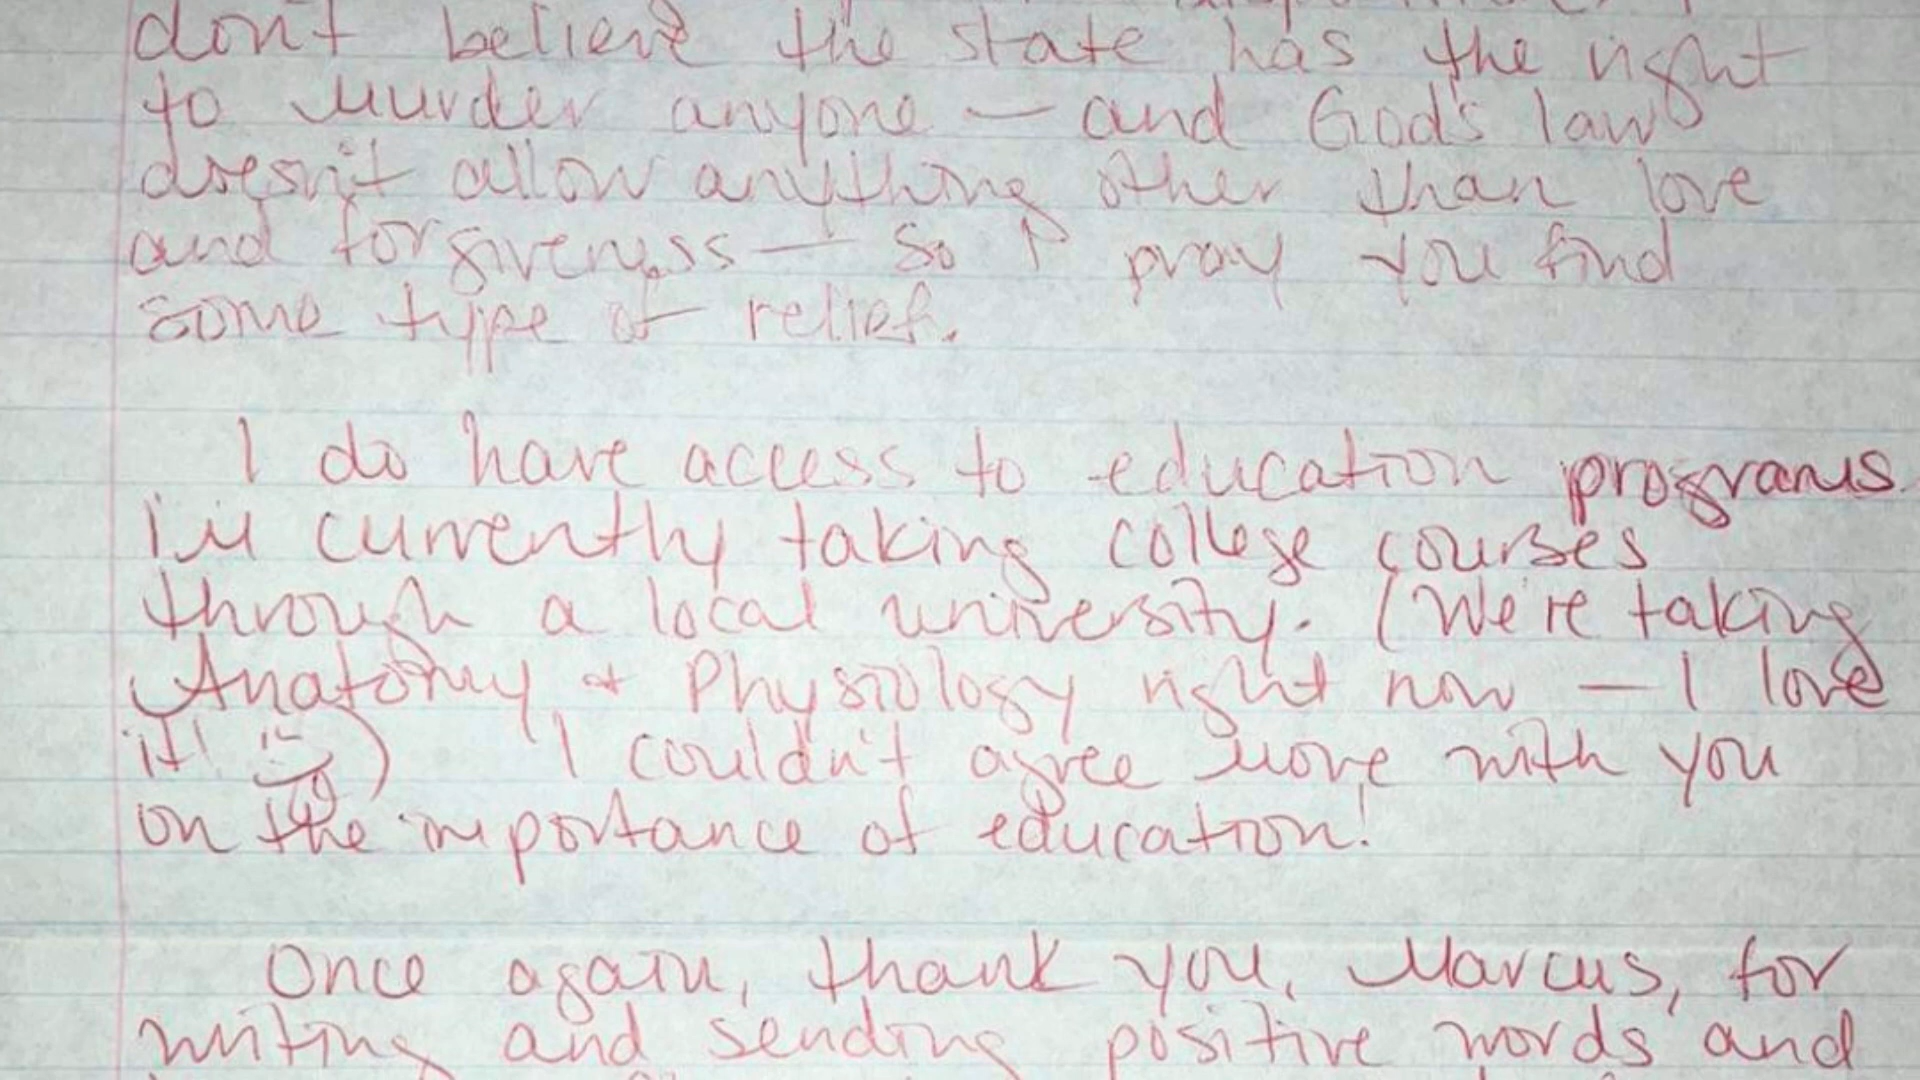 don't believe the state has the right
to murder anyone — and God's law
doesn't allow anything other than love
and forgiveness — So I pray you find
some type of relief.
I do have access to education programs.
I'm currently taking college courses
through a local university. (We're taking
Anatomy + Physiology right now — I love
it! :-)) I couldn't agree more with you
on the importance of education!
Once again, thank you, Marcus, for
writing and sending positive words and